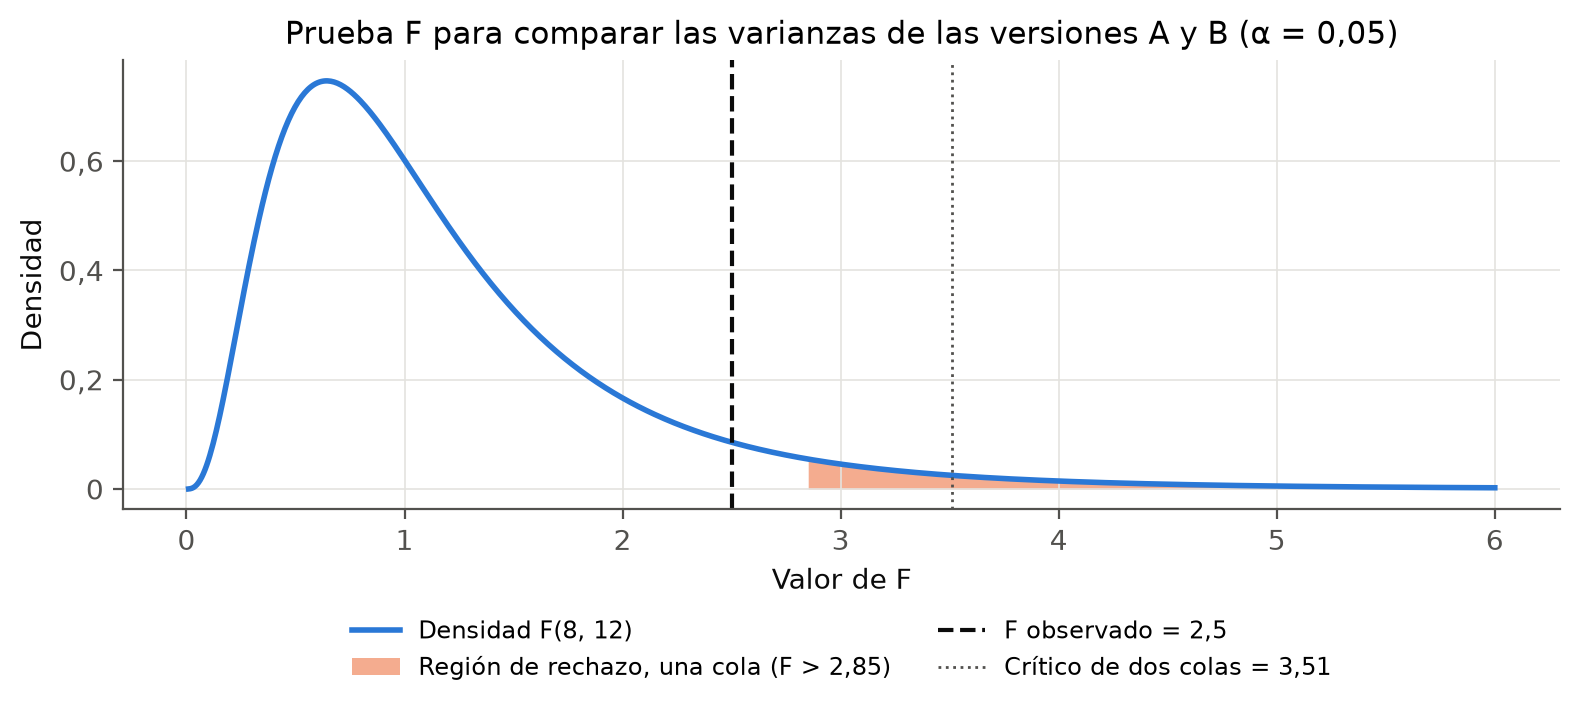 Prueba F para comparar las varianzas de las versiones A y B (α = 0,05)
Densidad
0,6
0,4
0,2
0
0 1 2 3 4 5 6
Valor de F
Densidad F(8, 12)
Región de rechazo, una cola (F > 2,85)
F observado = 2,5
Crítico de dos colas = 3,51